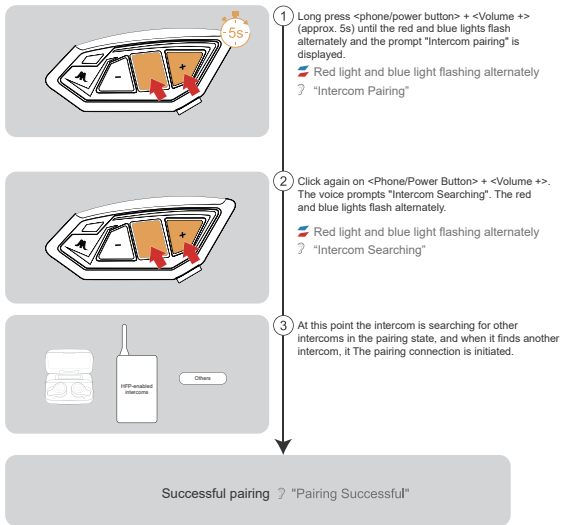 5s
1
Long press <phone/power button> + <Volume +>
(approx. 5s) until the red and blue lights flash
alternately and the prompt "Intercom pairing" is
displayed.
Red light and blue light flashing alternately
“Intercom Pairing”
- +
2
Click again on <Phone/Power Button> + <Volume +>.
The voice prompts "Intercom Searching". The red
and blue lights flash alternately.
Red light and blue light flashing alternately
“Intercom Searching”
- +
3
At this point the intercom is searching for other
intercoms in the pairing state, and when it finds another
intercom, it The pairing connection is initiated.
HFP-enabled
intercoms
Others
Successful pairing "Pairing Successful"